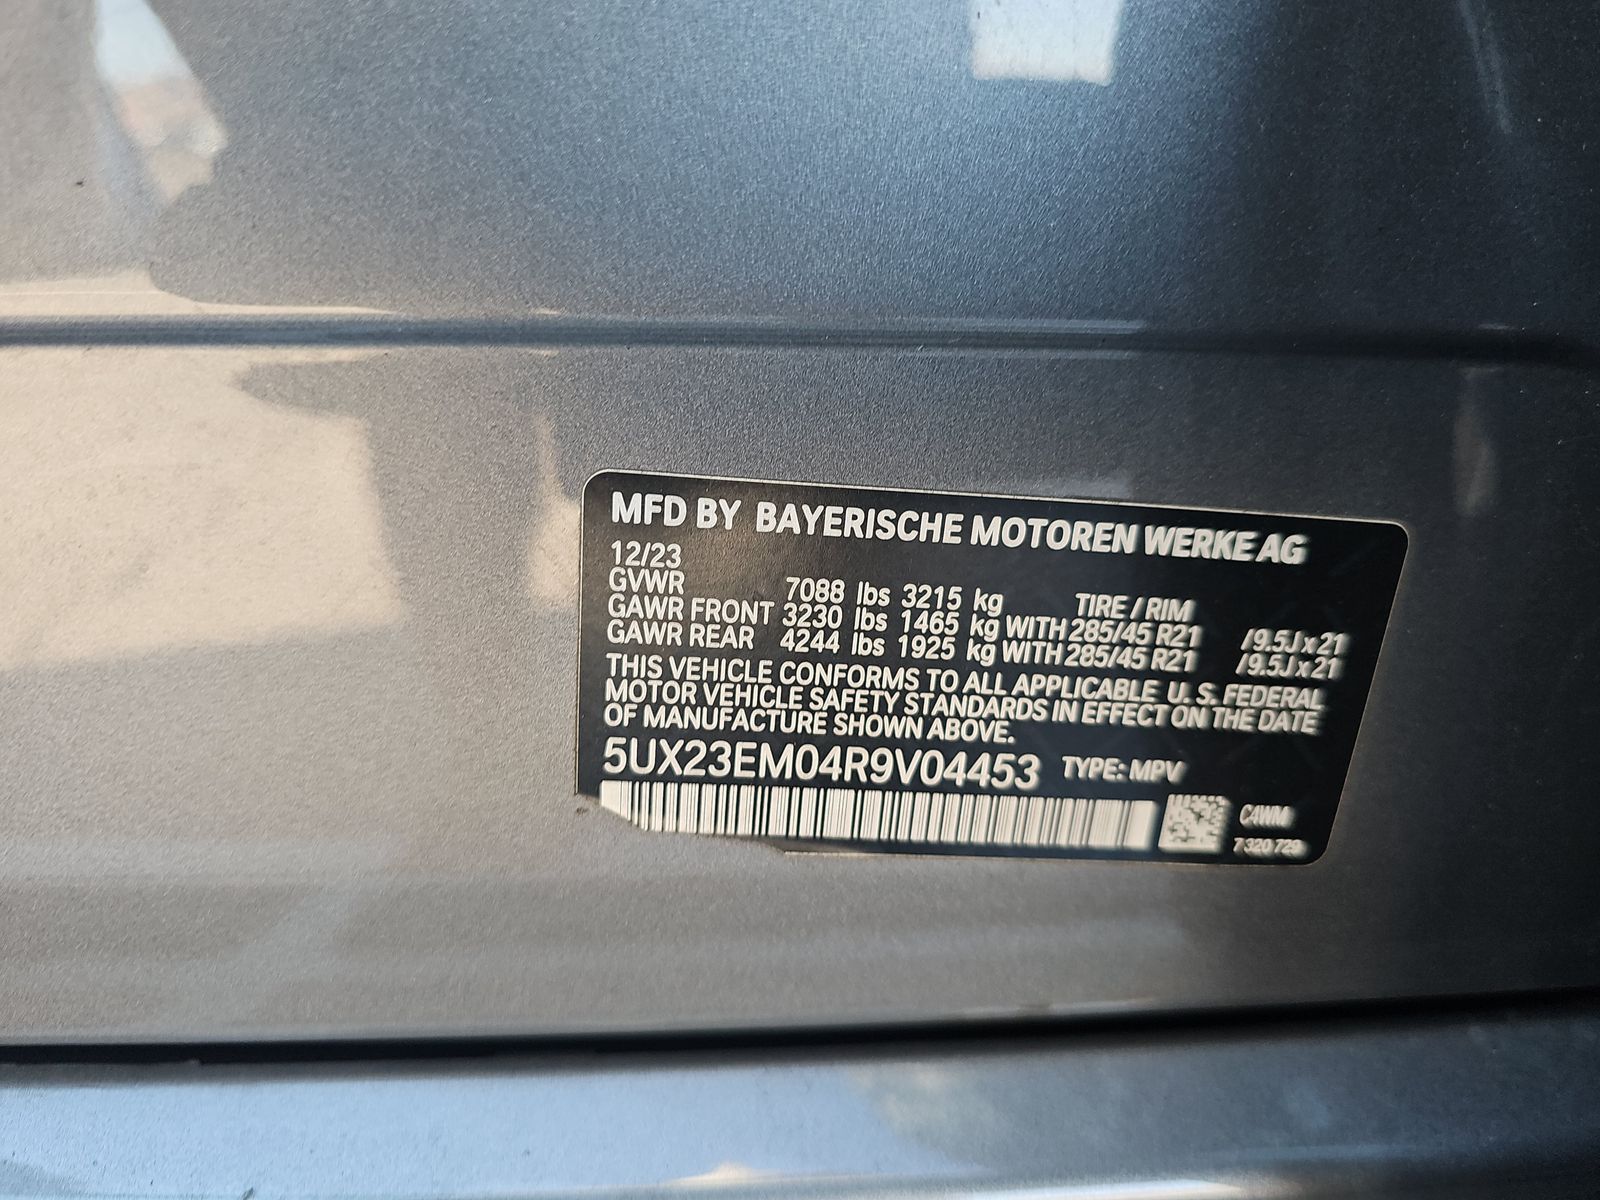 MFD BY BAYERISCHE MOTOREN WERKE AG
12/23
GVWR 7088 lbs 3215 kg TIRE / RIM
GAWR FRONT 3230 lbs 1465 kg WITH 285/45 R21 /9.5Jx21
GAWR REAR 4244 lbs 1925 kg WITH 285/45 R21 /9.5Jx21
THIS VEHICLE CONFORMS TO ALL APPLICABLE U. S. FEDERAL
MOTOR VEHICLE SAFETY STANDARDS IN EFFECT ON THE DATE
OF MANUFACTURE SHOWN ABOVE.
5UX23EM04R9V04453 TYPE: MPV
C4WM
7 320 729